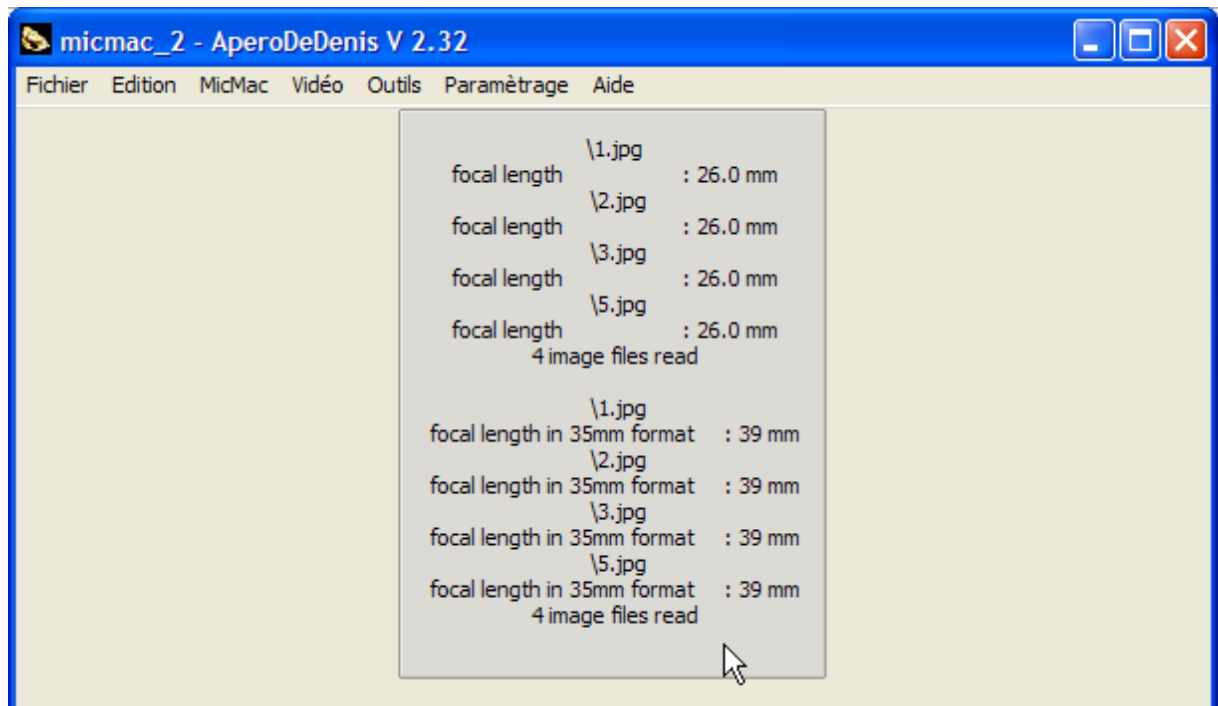 micmac_2 - AperoDeDenis V 2.32
Fichier Edition MicMac Vidéo Outils Paramètrage Aide
\1.jpg
focal length : 26.0 mm
\2.jpg
focal length : 26.0 mm
\3.jpg
focal length : 26.0 mm
\5.jpg
focal length : 26.0 mm
4 image files read
\1.jpg
focal length in 35mm format : 39 mm
\2.jpg
focal length in 35mm format : 39 mm
\3.jpg
focal length in 35mm format : 39 mm
\5.jpg
focal length in 35mm format : 39 mm
4 image files read